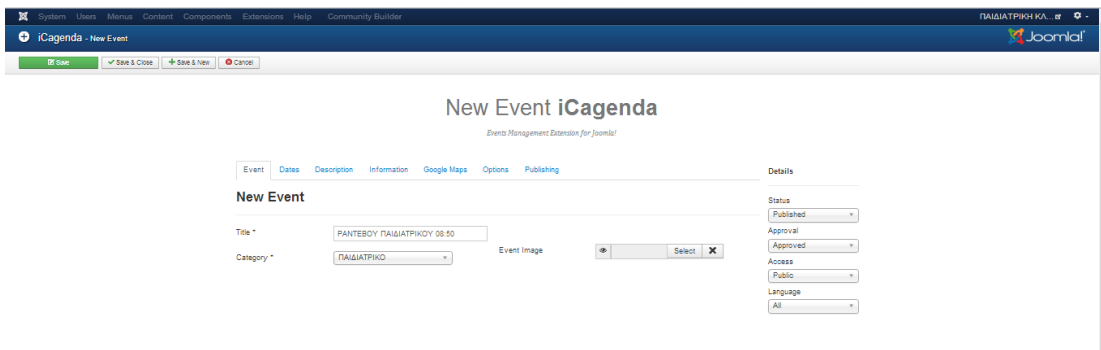 System Users Menus Content Components Extensions Help Community Builder ΠΑΙΔΙΑΤΡΙΚΗ ΚΛ...
iCagenda - New Event Joomla!
Save Save & Close Save & New Cancel
New Event iCagenda
Events Management Extension for Joomla!
Event Dates Description Information Google Maps Options Publishing
Details
New Event
Status
Published
Title * ΡΑΝΤΕΒΟΥ ΠΑΙΔΙΑΤΡΙΚΟΥ 08:50
Approval
Event Image Select
Approved
Category * ΠΑΙΔΙΑΤΡΙΚΟ
Access
Public
Language
All